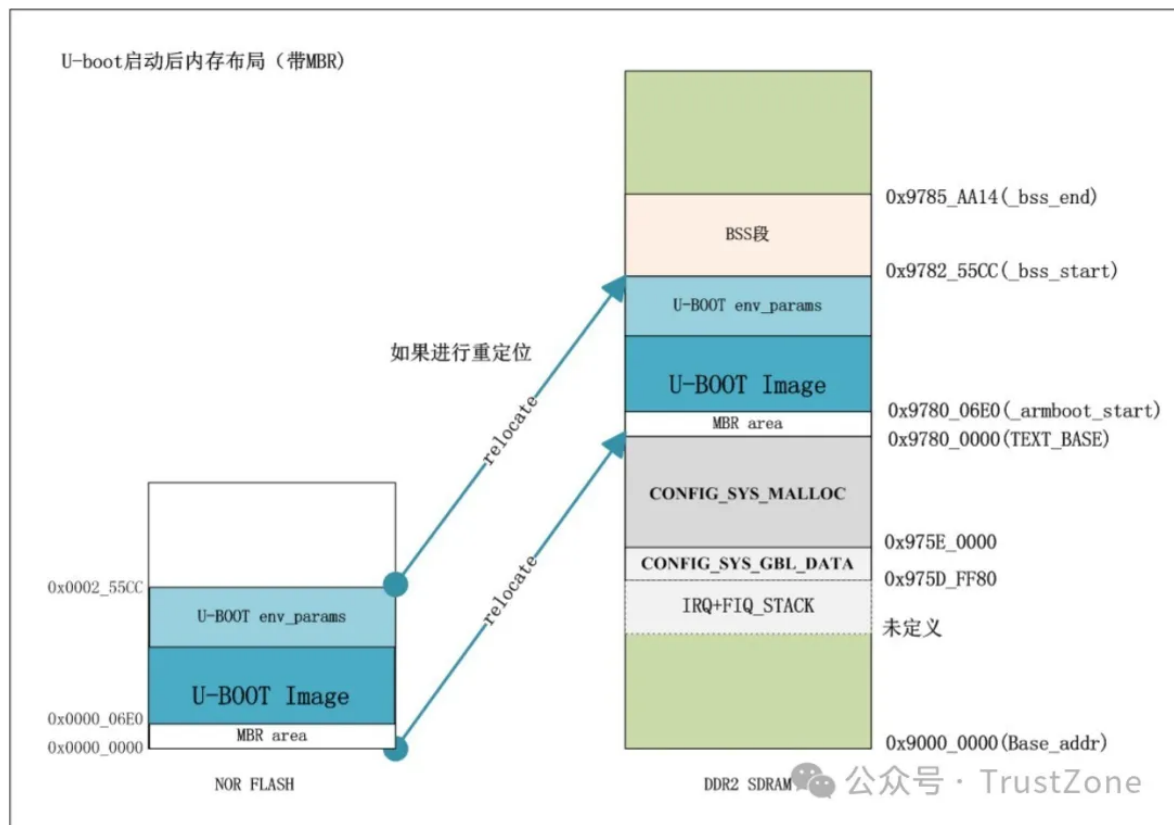 U-boot启动后内存布局（带MBR)
0x9785_AA14(_bss_end)
BSS段
0x9782_55CC(_bss_start)
U-BOOT env_params
如果进行重定位
U-BOOT Image
relocate
0x9780_06E0(_armboot_start)
MBR area
0x9780_0000(TEXT_BASE)
CONFIG_SYS_MALLOC
0x975E_0000
CONFIG_SYS_GBL_DATA
0x975D_FF80
relocate
IRQ+FIQ_STACK
未定义
0x0002_55CC
U-BOOT env_params
U-BOOT Image
0x0000_06E0
MBR area
0x0000_0000
0x9000_0000(Base_addr)
NOR FLASH
DDR2 SDRAM
公众号 · TrustZone